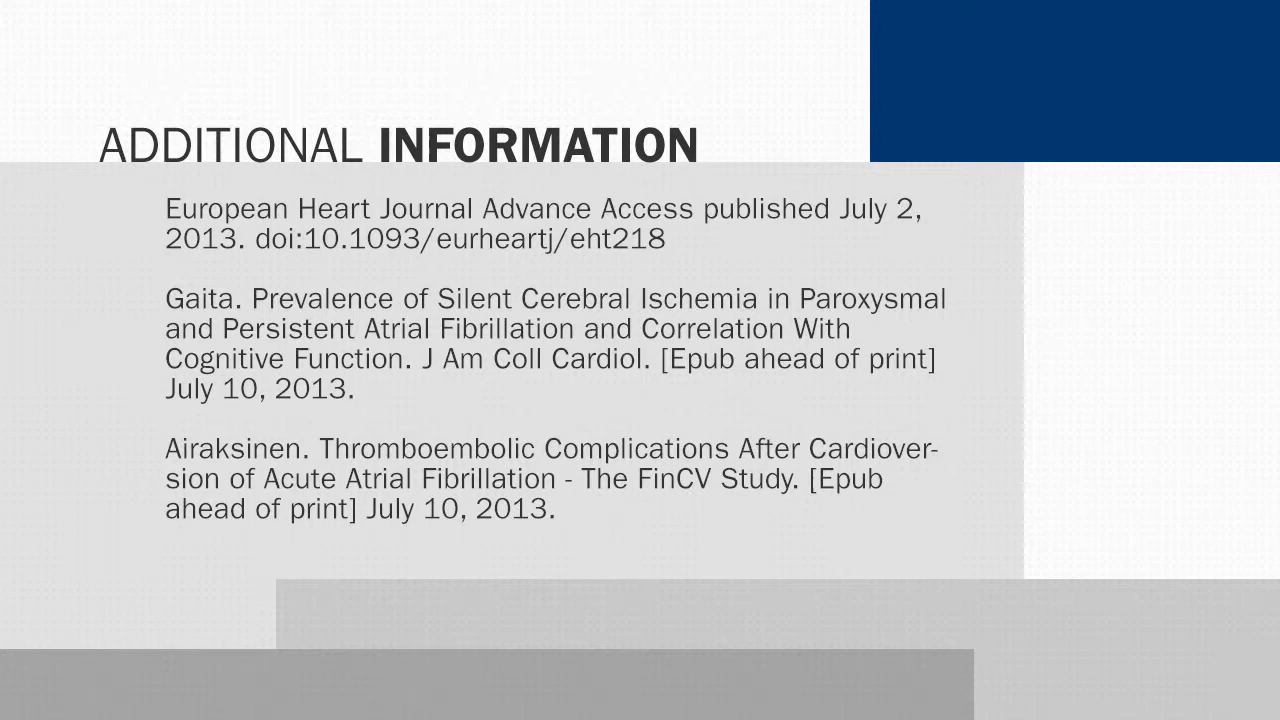 ADDITIONAL INFORMATION
European Heart Journal Advance Access published July 2,
2013. doi:10.1093/eurheartj/eht218
Gaita. Prevalence of Silent Cerebral Ischemia in Paroxysmal
and Persistent Atrial Fibrillation and Correlation With
Cognitive Function. J Am Coll Cardiol. [Epub ahead of print]
July 10, 2013.
Airaksinen. Thromboembolic Complications After Cardiover-
sion of Acute Atrial Fibrillation - The FinCV Study. [Epub
ahead of print] July 10, 2013.